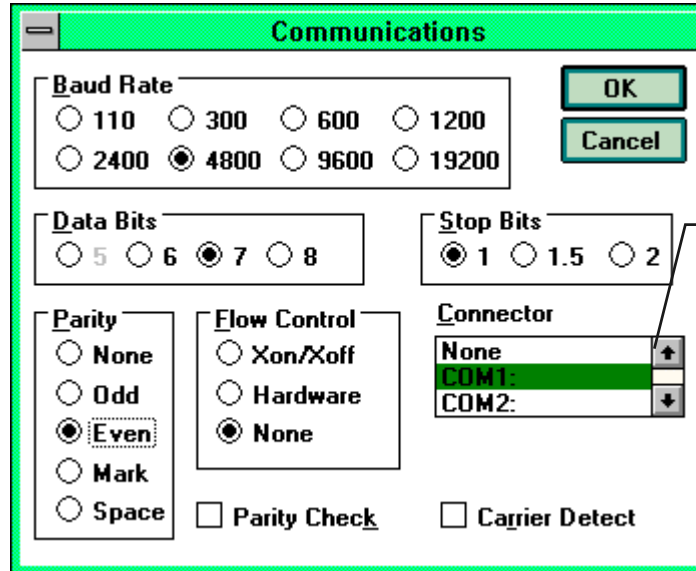 Communications
Baud Rate
110 300 600 1200
2400 4800 9600 19200
OK
Cancel
Data Bits
5 6 7 8
Stop Bits
1 1.5 2
Parity
None
Odd
Even
Mark
Space
Flow Control
Xon/Xoff
Hardware
None
Connector
None
COM1:
COM2:
Parity Check
Carrier Detect